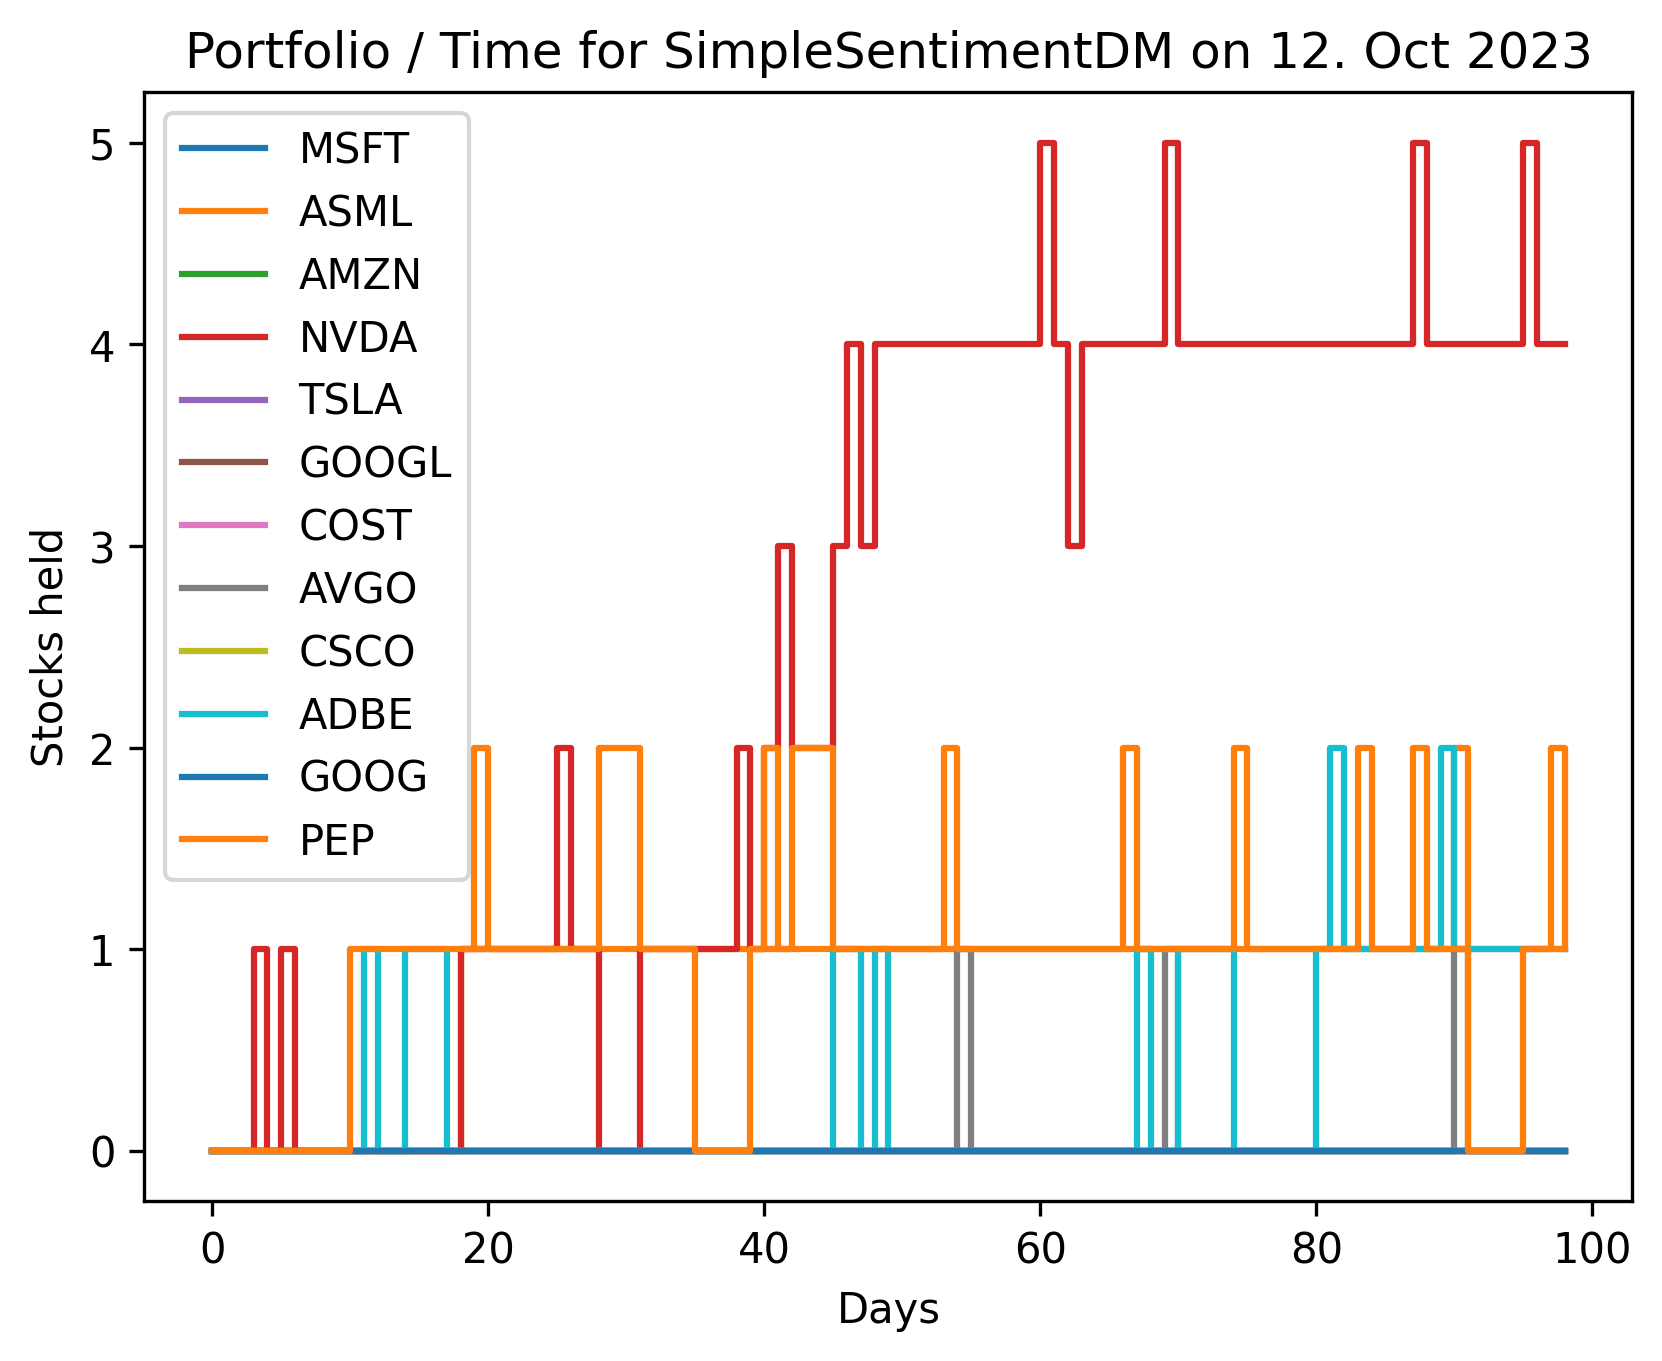 Portfolio / Time for SimpleSentimentDM on 12. Oct 2023
MSFT
ASML
AMZN
NVDA
TSLA
GOOGL
COST
AVGO
CSCO
ADBE
GOOG
PEP
5
4
3
2
1
0
Stocks held
0 20 40 60 80 100
Days